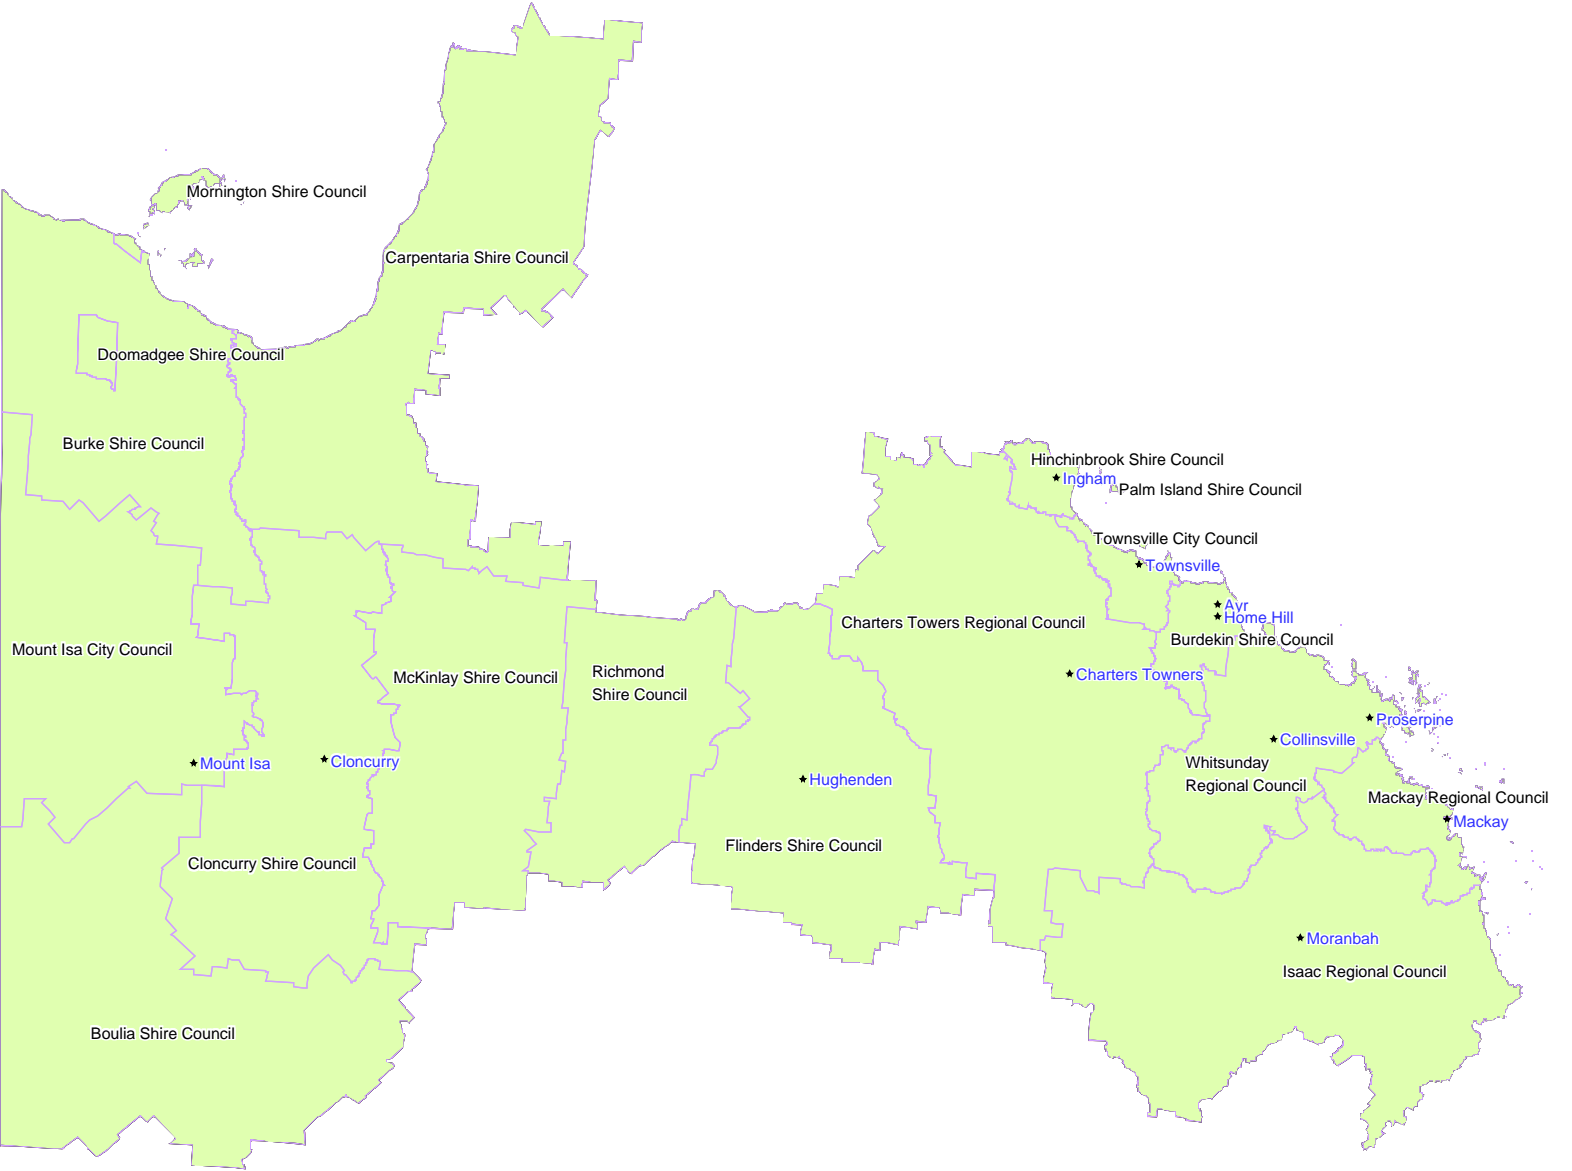 Mornington Shire Council
Carpentaria Shire Council
Doomadgee Shire Council
Burke Shire Council
Hinchinbrook Shire Council
Ingham
Palm Island Shire Council
Townsville City Council
Townsville
Ayr
Home Hill
Charters Towers Regional Council
Burdekin Shire Council
Mount Isa City Council
McKinlay Shire Council
Richmond
Shire Council
Charters Towners
Proserpine
Collinsville
Mount Isa
Cloncurry
Whitsunday
Regional Council
Hughenden
Mackay Regional Council
Mackay
Flinders Shire Council
Cloncurry Shire Council
Moranbah
Isaac Regional Council
Boulia Shire Council